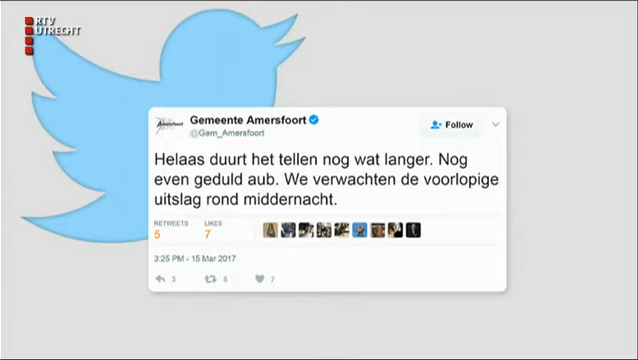 RTV
UTRECHT
Amersfoort
Gemeente Amersfoort
@Gem_Amersfoort
Follow
Helaas duurt het tellen nog wat langer. Nog
even geduld aub. We verwachten de voorlopige
uitslag rond middernacht.
RETWEETS LIKES
5 7
3:25 PM - 15 Mar 2017
3 5 7